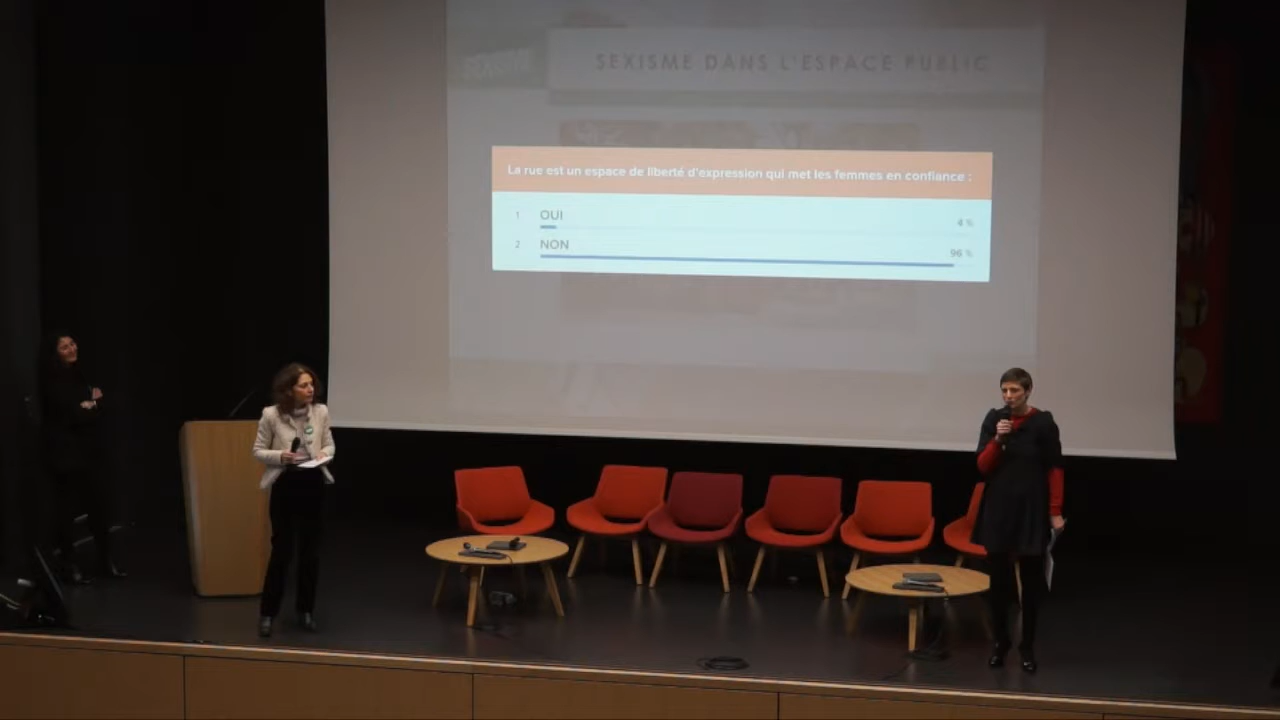 SEXISME DANS L'ESPACE PUBLIC
La rue est un espace de liberté d'expression qui met les femmes en confiance :
1 OUI 4 %
2 NON 96 %